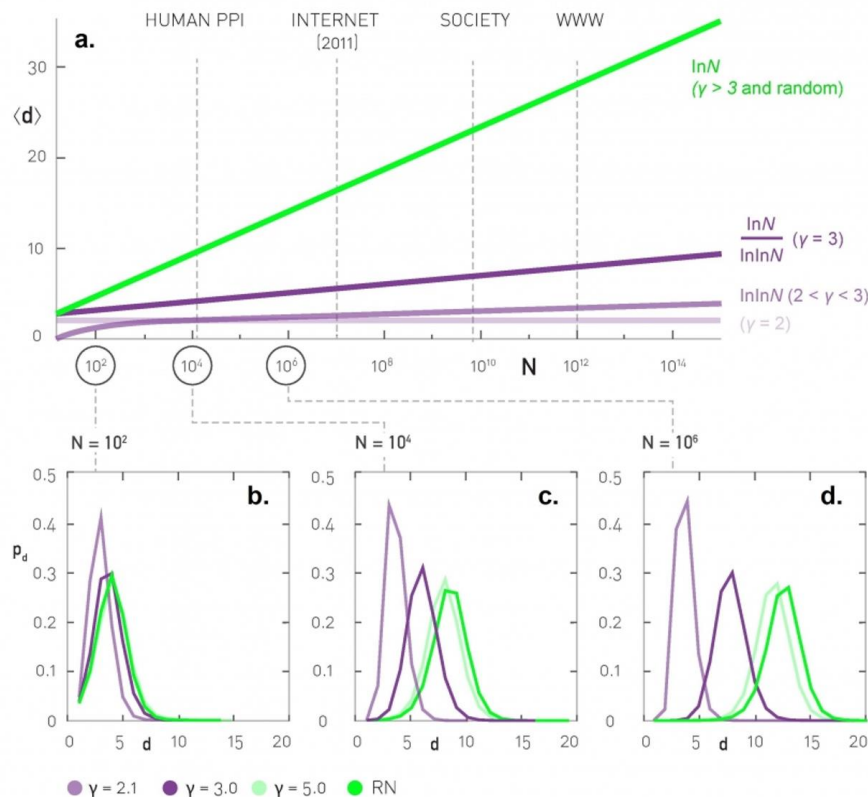 a.
HUMAN PPI INTERNET SOCIETY WWW
(2011)
30
⟨d⟩
20
10
0
lnN
(γ > 3 and random)
lnN
lnlnN
(γ = 3)
lnlnN (2 < γ < 3)
(γ = 2)
10² 10⁴ 10⁶ 10⁸ 10¹⁰ N 10¹² 10¹⁴
N = 10² N = 10⁴ N = 10⁶
b.
0.5
0.4
p_d
0.3
0.2
0.1
0
0 5 d 10 15 20
c.
0.5
0.4
0.3
0.2
0.1
0
0 5 d 10 15 20
d.
0.5
0.4
0.3
0.2
0.1
0
0 5 d 10 15 20
γ = 2.1 γ = 3.0 γ = 5.0 RN